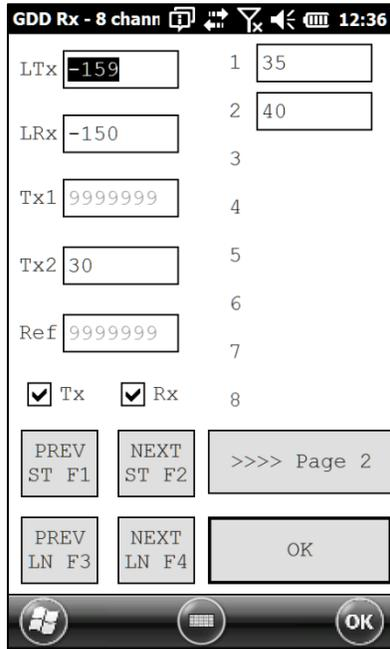 GDD Rx - 8 chann 12:36
LTx -159
LRx -150
Tx1 9999999
Tx2 30
Ref 9999999
Tx Rx
1 35
2 40
3
4
5
6
7
8
PREV
ST F1
NEXT
ST F2
>>>> Page 2
PREV
LN F3
NEXT
LN F4
OK
OK